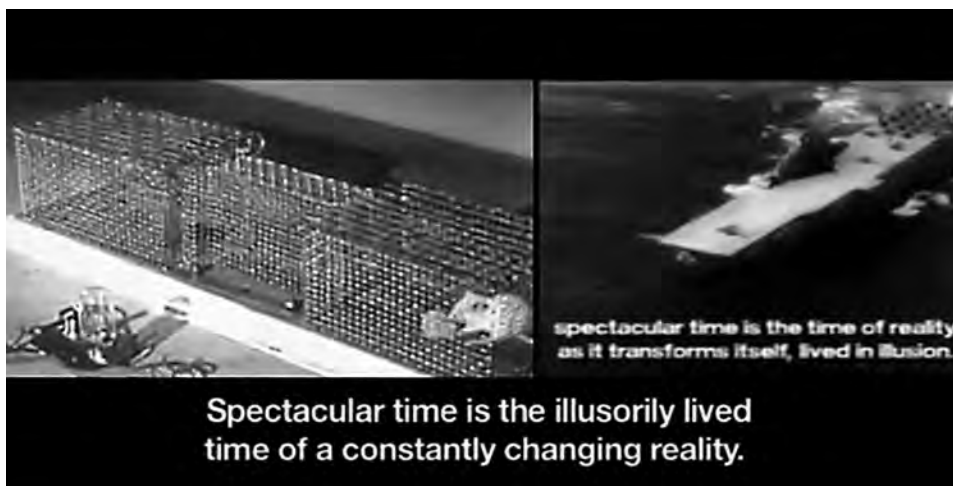 spectacular time is the time of reality
as it transforms itself, lived in illusion.
Spectacular time is the illusorily lived
time of a constantly changing reality.